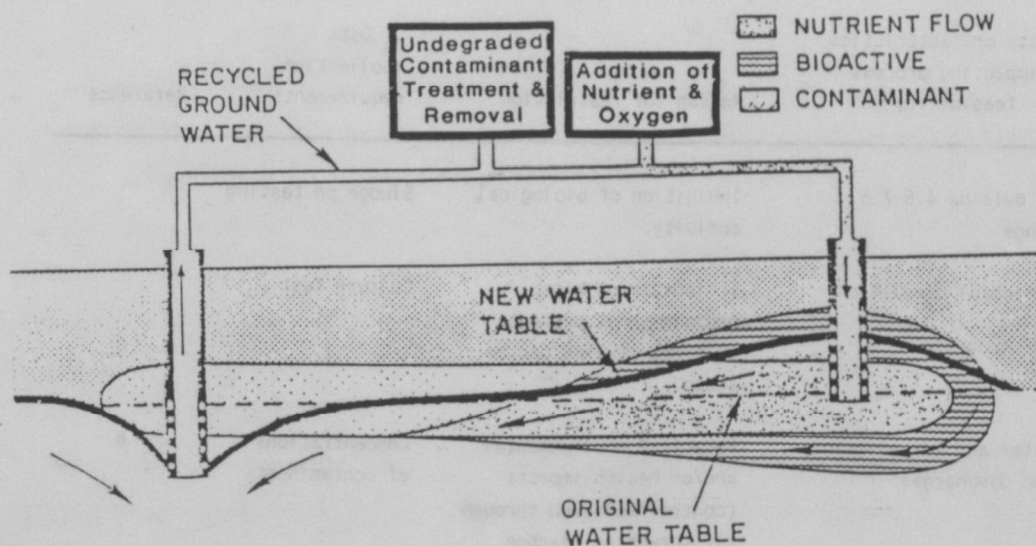 Undegraded
Contaminant
Treatment &
Removal
Addition of
Nutrient &
Oxygen
NUTRIENT FLOW
BIOACTIVE
CONTAMINANT
RECYCLED
GROUND
WATER
NEW WATER
TABLE
ORIGINAL
WATER TABLE